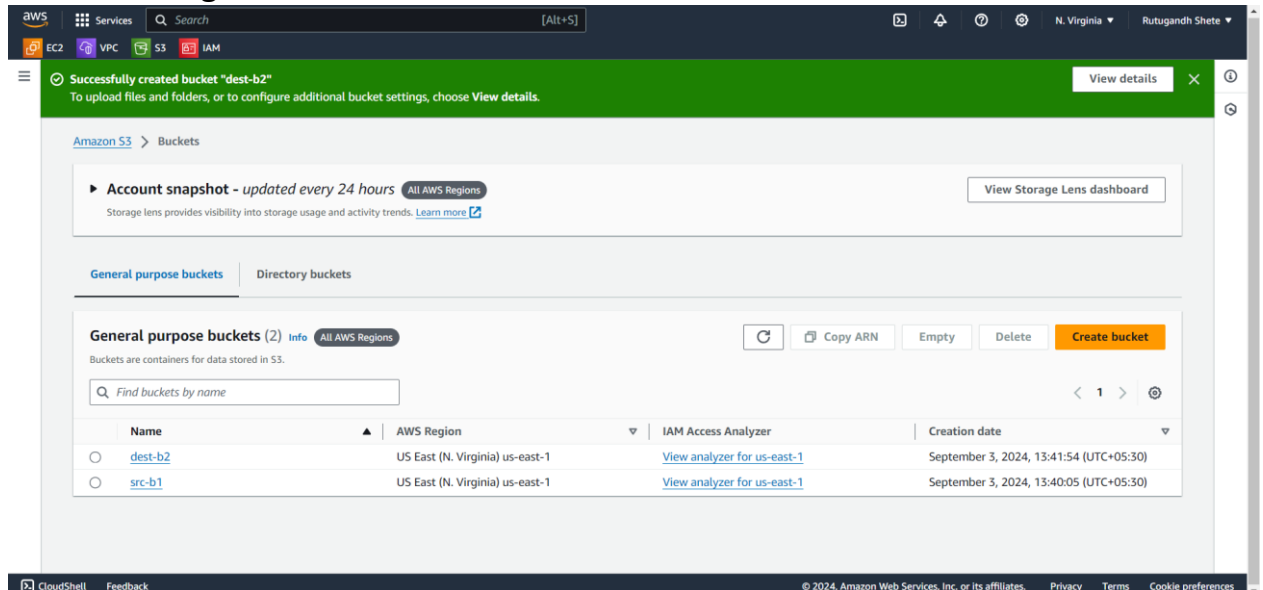 aws Services Search [Alt+S] N. Virginia ▼ Rutugandh Shete ▼
EC2 VPC S3 IAM
Successfully created bucket "dest-b2" View details
To upload files and folders, or to configure additional bucket settings, choose View details.
Amazon S3 > Buckets
Account snapshot - updated every 24 hours All AWS Regions View Storage Lens dashboard
Storage lens provides visibility into storage usage and activity trends. Learn more
General purpose buckets Directory buckets
General purpose buckets (2) Info All AWS Regions Copy ARN Empty Delete Create bucket
Buckets are containers for data stored in S3.
Find buckets by name < 1 >
Name ▲ AWS Region IAM Access Analyzer Creation date
dest-b2 US East (N. Virginia) us-east-1 View analyzer for us-east-1 September 3, 2024, 13:41:54 (UTC+05:30)
src-b1 US East (N. Virginia) us-east-1 View analyzer for us-east-1 September 3, 2024, 13:40:05 (UTC+05:30)
CloudShell Feedback © 2024, Amazon Web Services, Inc. or its affiliates. Privacy Terms Cookie preferences